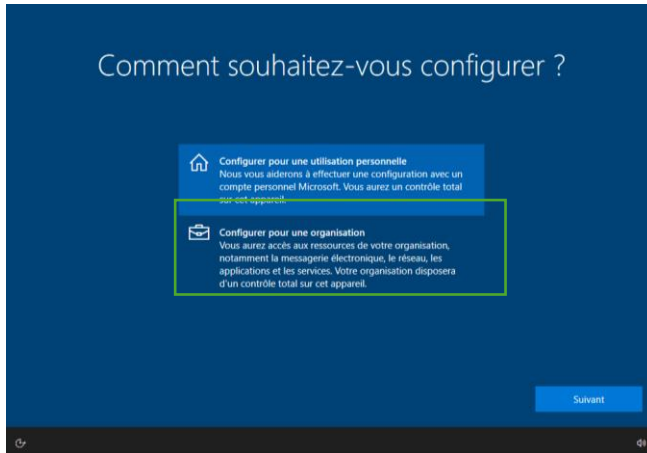 Comment souhaitez-vous configurer ?
Configurer pour une utilisation personnelle
Nous vous aiderons à effectuer une configuration avec un
compte personnel Microsoft. Vous aurez un contrôle total
sur cet appareil.
Configurer pour une organisation
Vous aurez accès aux ressources de votre organisation,
notamment la messagerie électronique, le réseau, les
applications et les services. Votre organisation disposera
d'un contrôle total sur cet appareil.
Suivant